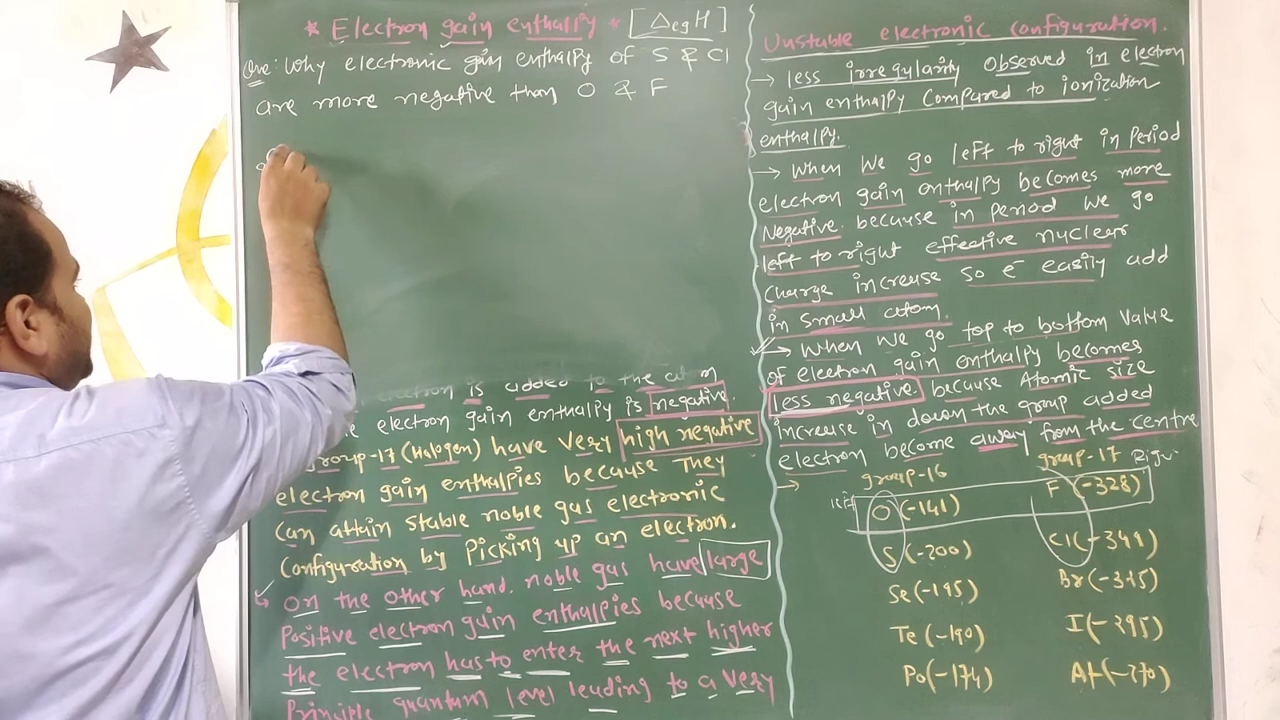 * Electron gain enthalpy * [ΔegH]
Que: Why electronic gain enthalpy of S & Cl
are more negative than O & F
electron is added to the atom
electron gain enthalpy is negative.
group-17 (Halogen) have very high negative
electron gain enthalpies because They
can attain stable noble gas electronic
Configuration by picking up an electron.
On the other hand. noble gas have large
Positive electron gain enthalpies because
the electron has to enter the next higher
Principle quantum level leading to a very
Unstable electronic configuration.
→ less irregularity observed in electron
gain enthalpy compared to ionization
enthalpy.
→ When We go left to right in Period
electron gain enthalpy becomes more
Negative because in period we go
left to right effective nuclear
charge increase so e⁻ easily add
in small atom.
→ When We go top to bottom value
of electron gain enthalpy becomes
less negative because Atomic size
increase in down the group added
electron become away from the centre
→ group-16 group-17
O (-141) F (-328)
S (-200) Cl (-349)
Se (-195) Br (-325)
Te (-190) I (-295)
Po (-174) At (-270)